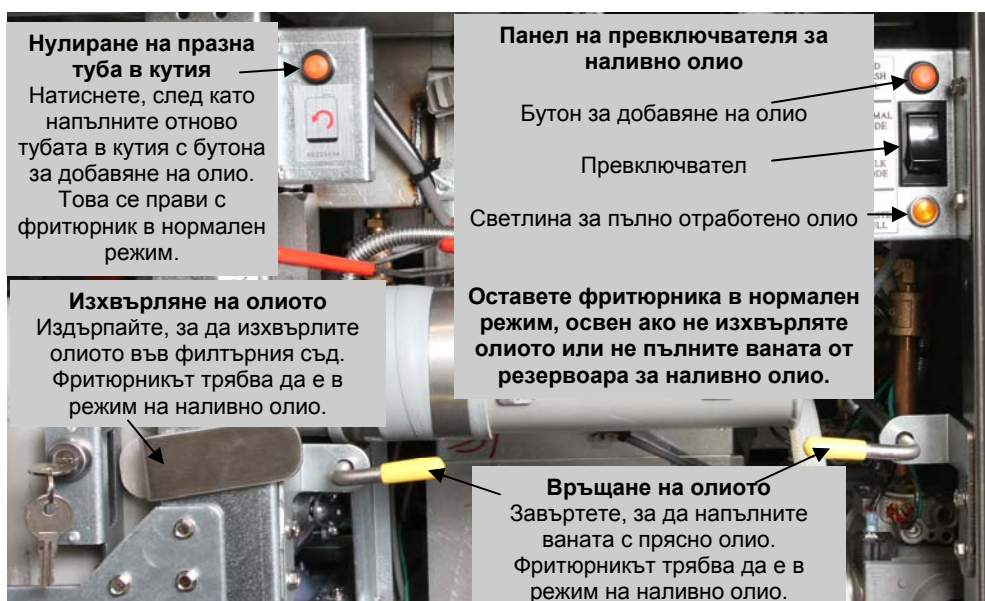 Нулиране на празна
туба в кутия
Натиснете, след като
напълните отново
тубата в кутия с бутона
за добавяне на олио.
Това се прави с
фритюрник в нормален
режим.
Панел на превключвателя за
наливно олио
Бутон за добавяне на олио
Превключвател
Светлина за пълно отработено олио
Оставете фритюрника в нормален
режим, освен ако не изхвърляте
олиото или не пълните ваната от
резервоара за наливно олио.
Изхвърляне на олиото
Издърпайте, за да изхвърлите
олиото във филтърния съд.
Фритюрникът трябва да е в
режим на наливно олио.
Връщане на олиото
Завъртете, за да напълните
ваната с прясно олио.
Фритюрникът трябва да е в
режим на наливно олио.